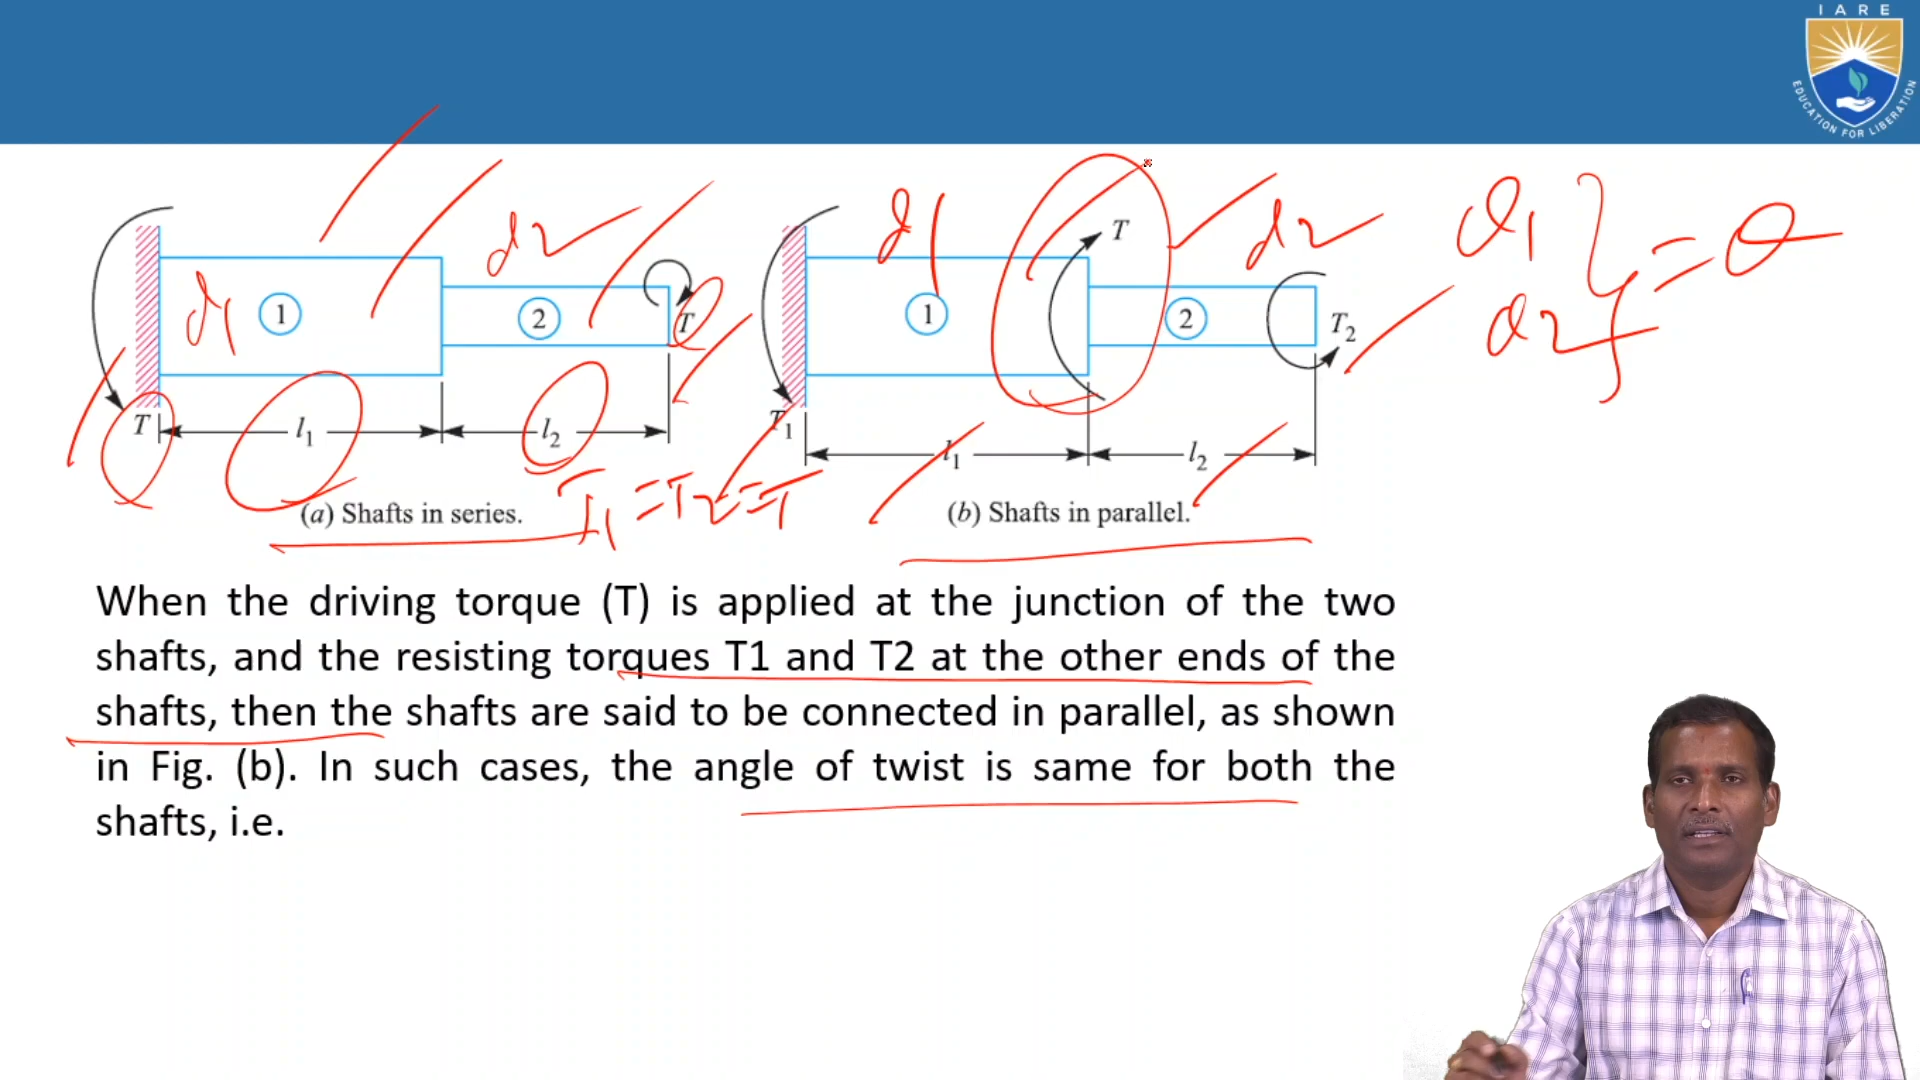 IARE
EDUCATION FOR LIBERATION
d1
d2
d1
d2
θ1
θ2
= θ
1
2
T
1
2
T
T2
T
l1
l2
T1
l1
l2
T1 = T2 = T
(a) Shafts in series.
(b) Shafts in parallel.
When the driving torque (T) is applied at the junction of the two
shafts, and the resisting torques T1 and T2 at the other ends of the
shafts, then the shafts are said to be connected in parallel, as shown
in Fig. (b). In such cases, the angle of twist is same for both the
shafts, i.e.